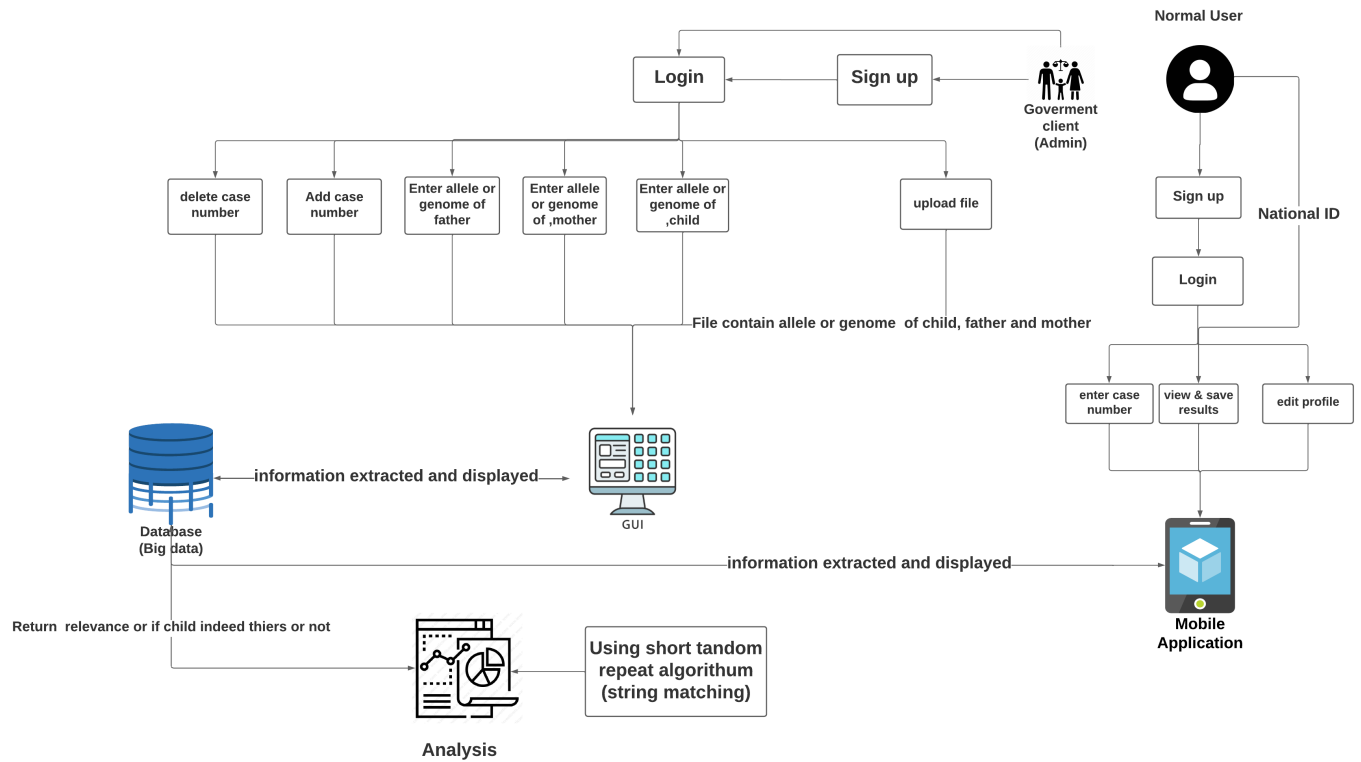 Normal User
Login
Sign up
Goverment
client
(Admin)
delete case
number
Add case
number
Enter allele or
genome of
father
Enter allele
or genome
of ,mother
Enter allele or
genome of
,child
upload file
Sign up
National ID
Login
File contain allele or genome of child, father and mother
enter case
number
view & save
results
edit profile
information extracted and displayed
GUI
Database
(Big data)
information extracted and displayed
Return relevance or if child indeed thiers or not
Mobile
Application
Using short tandom
repeat algorithum
(string matching)
Analysis